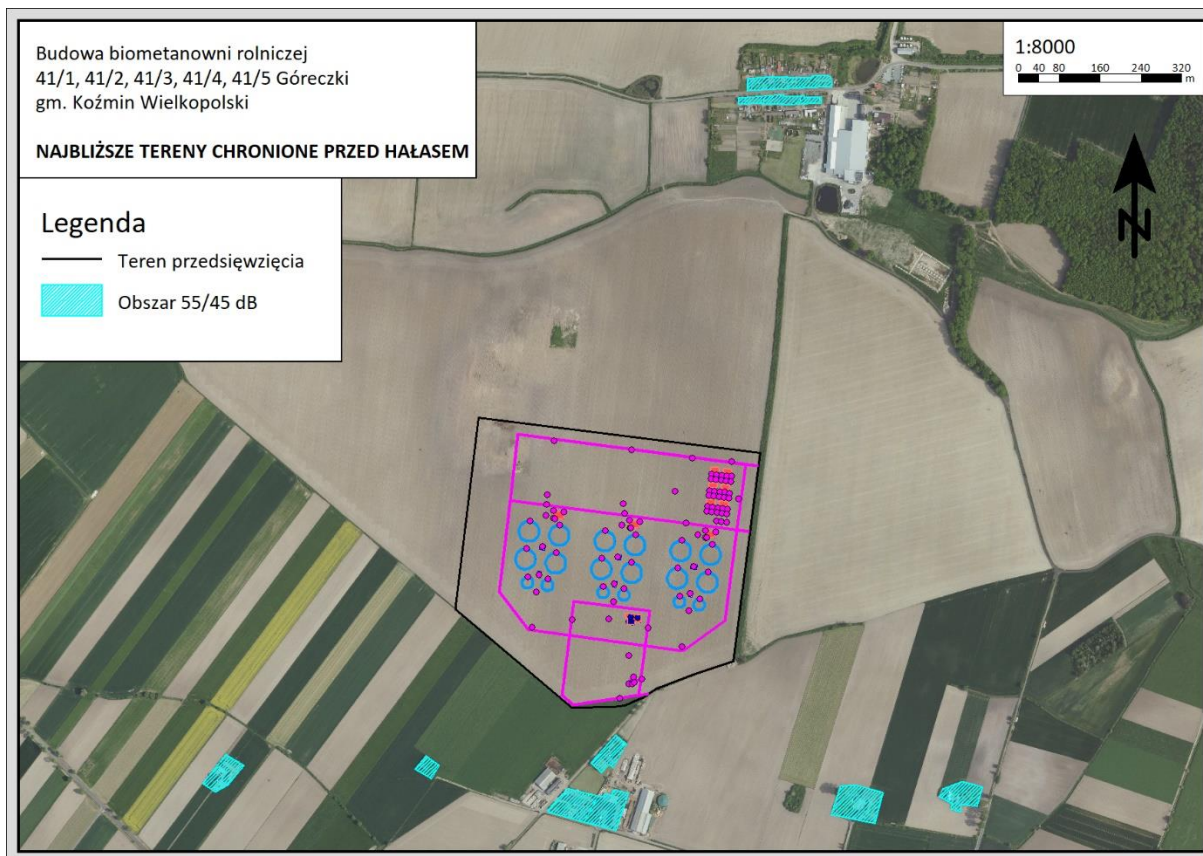 Budowa biometanowni rolniczej
41/1, 41/2, 41/3, 41/4, 41/5 Góreczki
gm. Koźmin Wielkopolski
NAJBLIŻSZE TERENY CHRONIONE PRZED HAŁASEM
Legenda
Teren przedsięwzięcia
Obszar 55/45 dB
1:8000
0 40 80 160 240 320
m
N